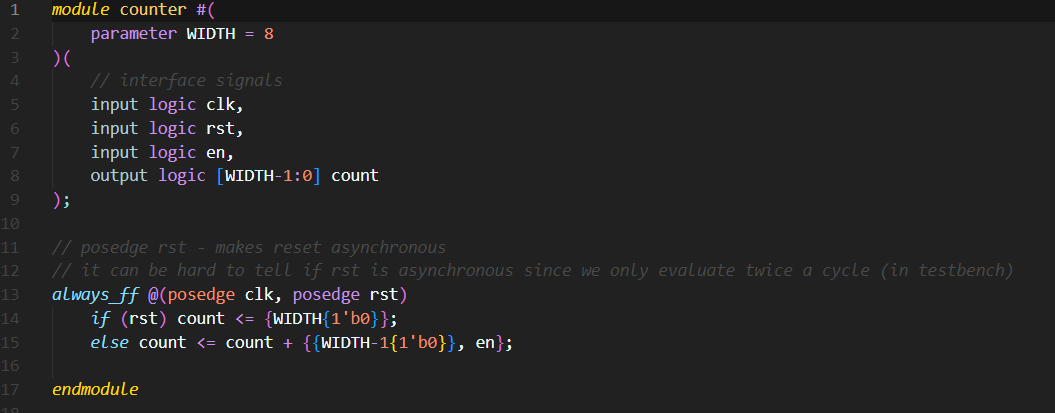 1 module counter #(
2 parameter WIDTH = 8
3 )(
4 // interface signals
5 input logic clk,
6 input logic rst,
7 input logic en,
8 output logic [WIDTH-1:0] count
9 );
10
11 // posedge rst - makes reset asynchronous
12 // it can be hard to tell if rst is asynchronous since we only evaluate twice a cycle (in testbench)
13 always_ff @(posedge clk, posedge rst)
14 if (rst) count <= {WIDTH{1'b0}};
15 else count <= count + {{WIDTH-1{1'b0}}, en};
16
17 endmodule
18